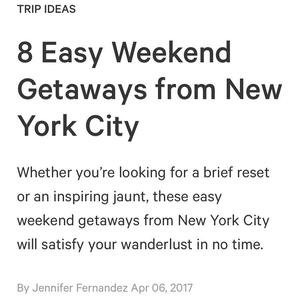 TRIP IDEAS
8 Easy Weekend
Getaways from New
York City
Whether you’re looking for a brief reset
or an inspiring jaunt, these easy
weekend getaways from New York City
will satisfy your wanderlust in no time.
By Jennifer Fernandez Apr 06, 2017